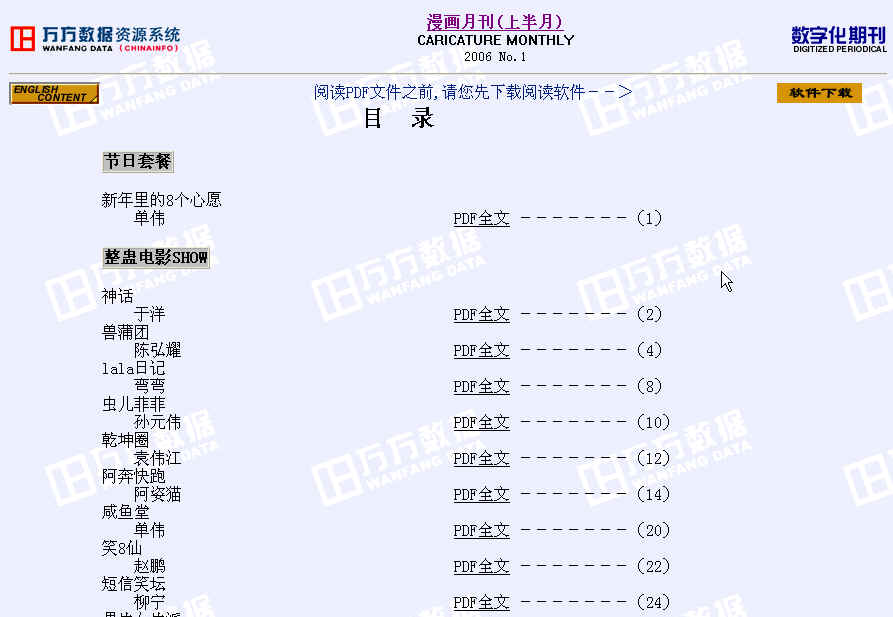 万方数据资源系统
WANFANG DATA (CHINAINFO)
漫画月刊(上半月)
CARICATURE MONTHLY
2006 No.1
数字化期刊
DIGITIZED PERIODICAL
ENGLISH
CONTENT
阅读PDF文件之前,请您先下载阅读软件-->
软件下载
目 录
节日套餐
新年里的8个心愿
单伟 PDF全文 ------- (1)
整蛊电影SHOW
神话
于洋 PDF全文 ------- (2)
兽蒲团
陈弘耀 PDF全文 ------- (4)
lala日记
弯弯 PDF全文 ------- (8)
虫儿菲菲
孙元伟 PDF全文 ------- (10)
乾坤圈
袁伟江 PDF全文 ------- (12)
阿奔快跑
阿姿猫 PDF全文 ------- (14)
咸鱼堂
单伟 PDF全文 ------- (20)
笑8仙
赵鹏 PDF全文 ------- (22)
短信笑坛
柳宁 PDF全文 ------- (24)